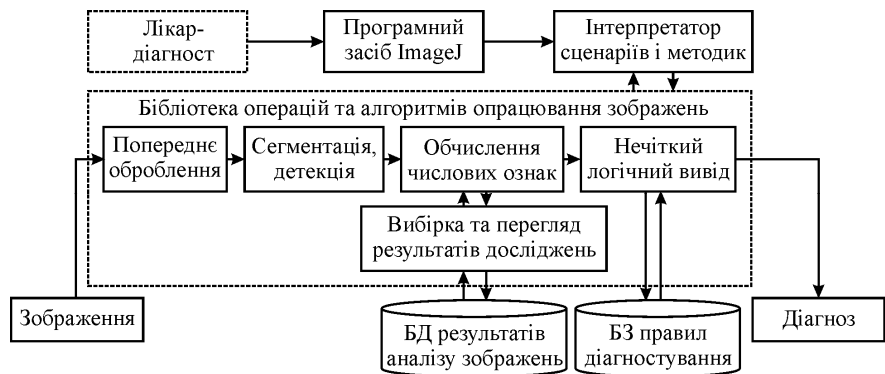 Лікар-
діагност
Програмний
засіб ImageJ
Інтерпретатор
сценаріїв і методик
Бібліотека операцій та алгоритмів опрацювання зображень
Попереднє
оброблення
Сегментація,
детекція
Обчислення
числових ознак
Нечіткий
логічний вивід
Вибірка та перегляд
результатів досліджень
Зображення
БД результатів
аналізу зображень
БЗ правил
діагностування
Діагноз